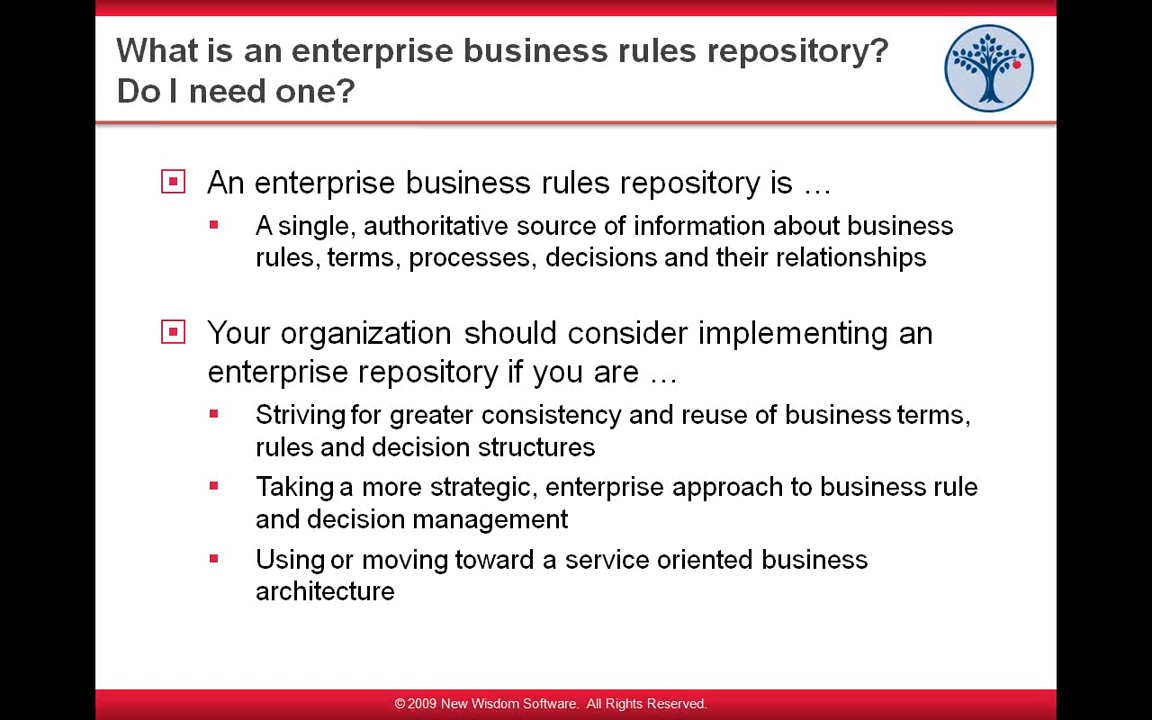 What is an enterprise business rules repository?
Do I need one?
An enterprise business rules repository is …
A single, authoritative source of information about business
rules, terms, processes, decisions and their relationships
Your organization should consider implementing an
enterprise repository if you are …
Striving for greater consistency and reuse of business terms,
rules and decision structures
Taking a more strategic, enterprise approach to business rule
and decision management
Using or moving toward a service oriented business
architecture
© 2009 New Wisdom Software.  All Rights Reserved.